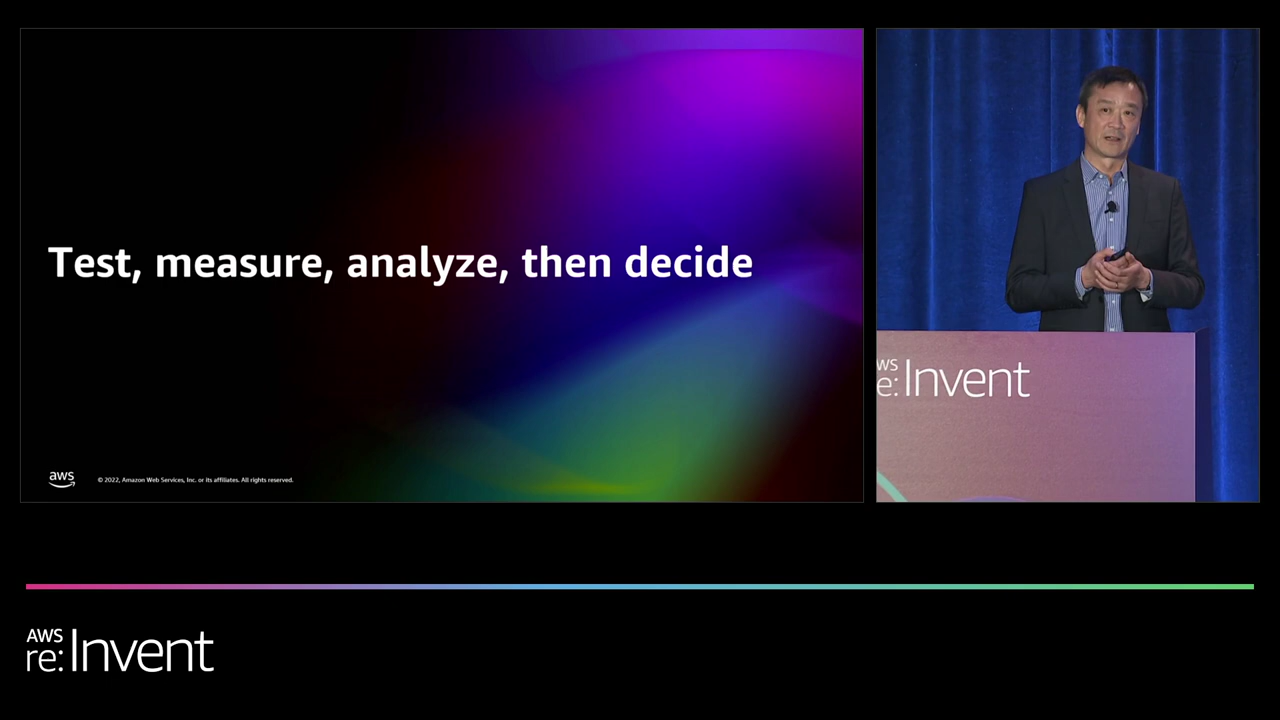 Test, measure, analyze, then decide
aws
© 2022, Amazon Web Services, Inc. or its affiliates. All rights reserved.
ws
e: Invent
AWS
re: Invent